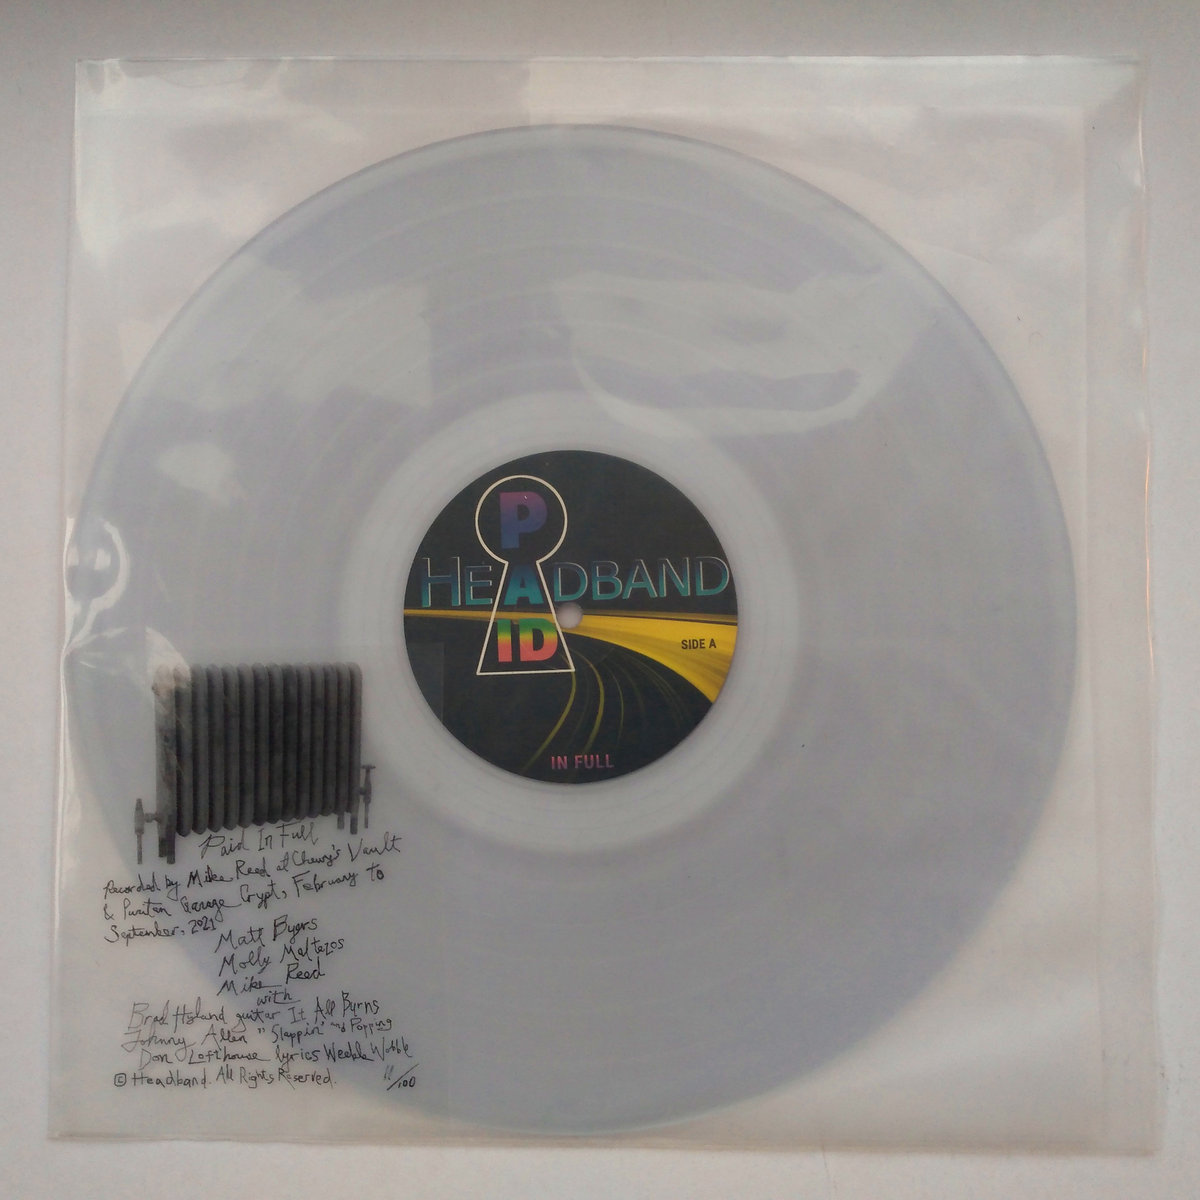 PAID
HEADBAND
SIDE A
IN FULL
Paid In Full
Recorded by Mike Reed at Chewy's Vault
& Puritan Garage Crypt, February to
September, 2021
Matt Byers
Molly Maltezos
Mike Reed
with
Brad guitar It All Burns
Johnny Allen "Slappin' and Popping
Don Lofthouse lyrics Weeble Wobble
© Headband. All Rights Reserved.
/100